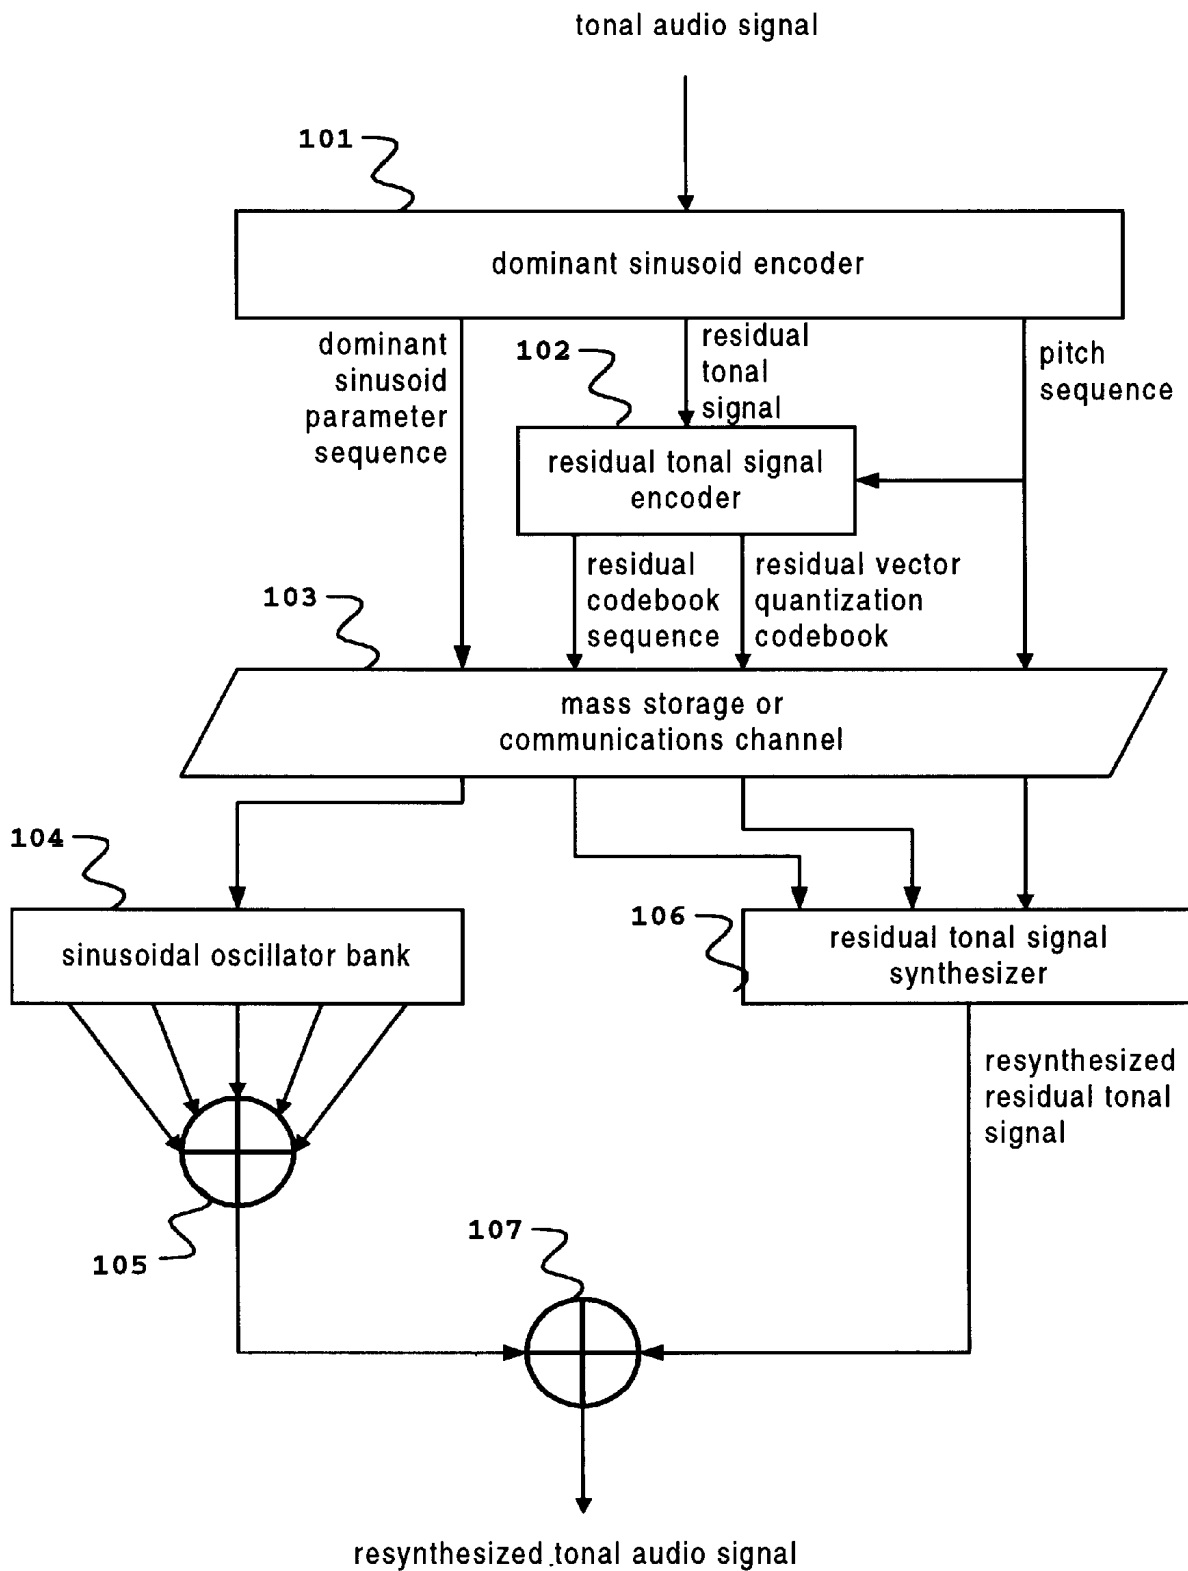 tonal audio signal
101
dominant sinusoid encoder
dominant
sinusoid
parameter
sequence
102
residual
tonal
signal
pitch
sequence
residual tonal signal
encoder
residual
codebook
sequence
residual vector
quantization
codebook
103
mass storage or
communications channel
104
sinusoidal oscillator bank
106
residual tonal signal
synthesizer
resynthesized
residual tonal
signal
105
107
resynthesized tonal audio signal